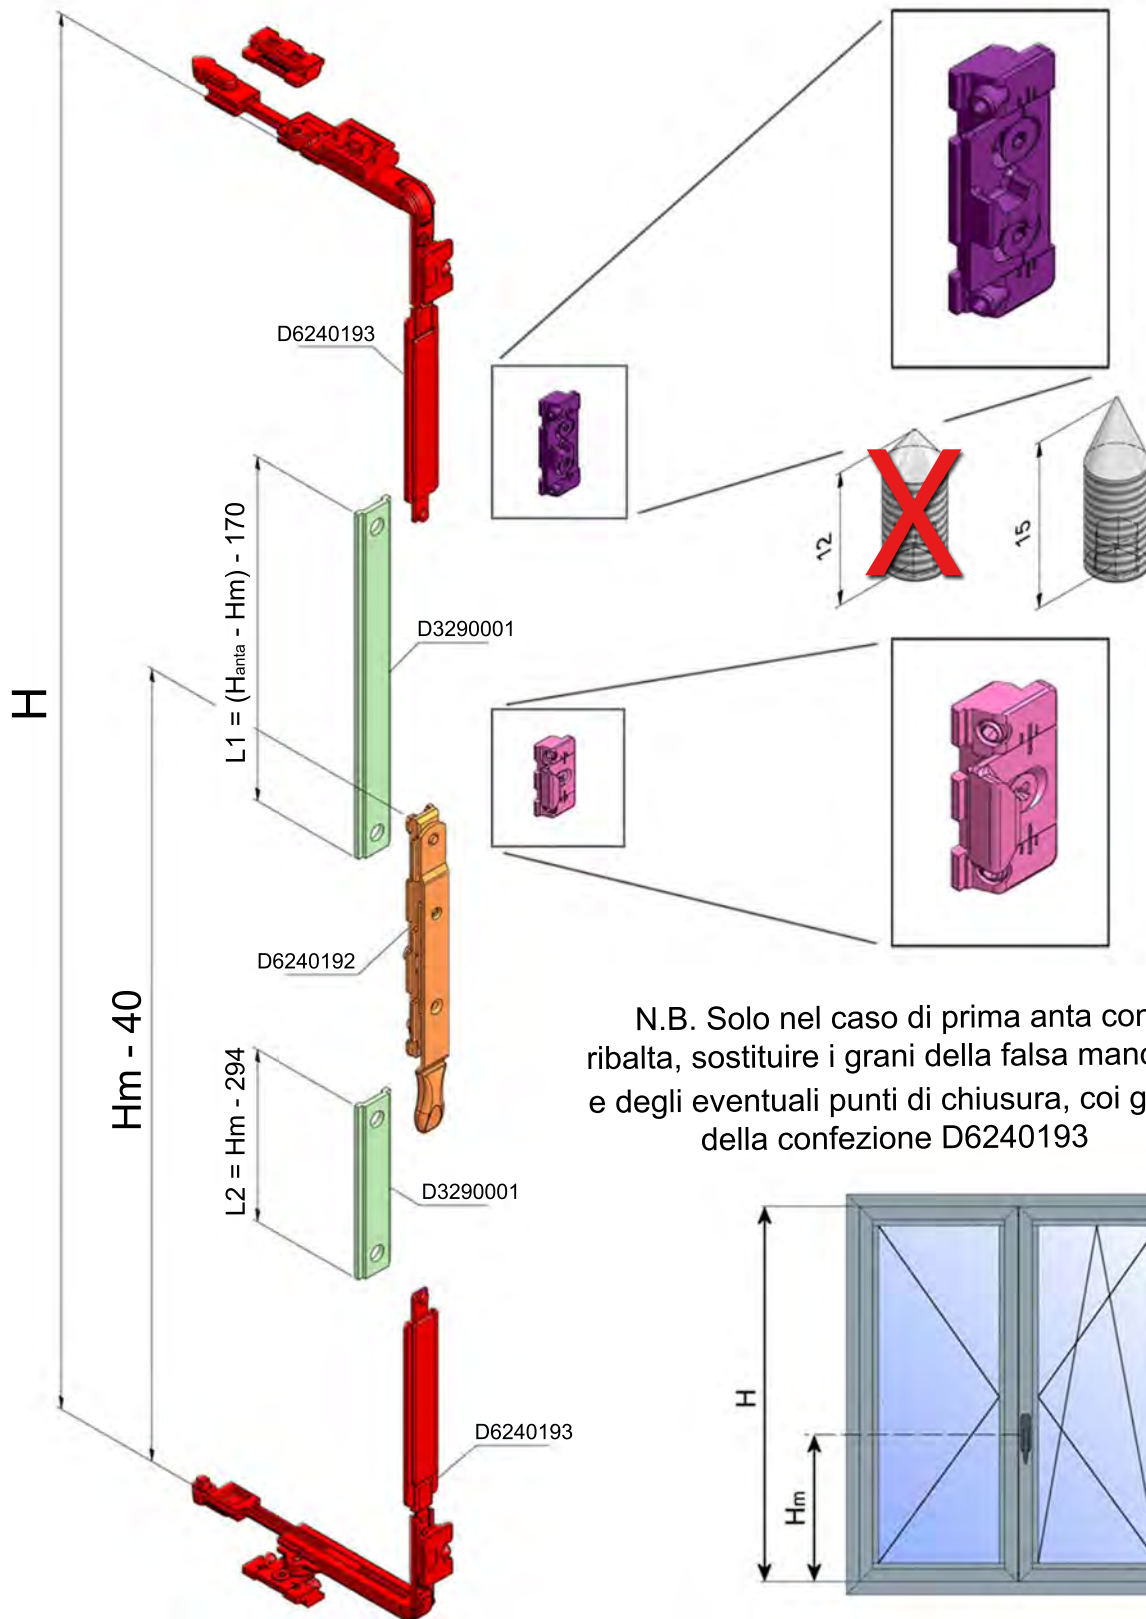 D6240193
12
15
L1 = (Hanta - Hm) - 170
D3290001
H
D6240192
Hm - 40
N.B. Solo nel caso di prima anta con
ribalta, sostituire i grani della falsa
e degli eventuali punti di chiusura, coi
della confezione D6240193
L2 = Hm - 294
D3290001
D6240193
H
Hm